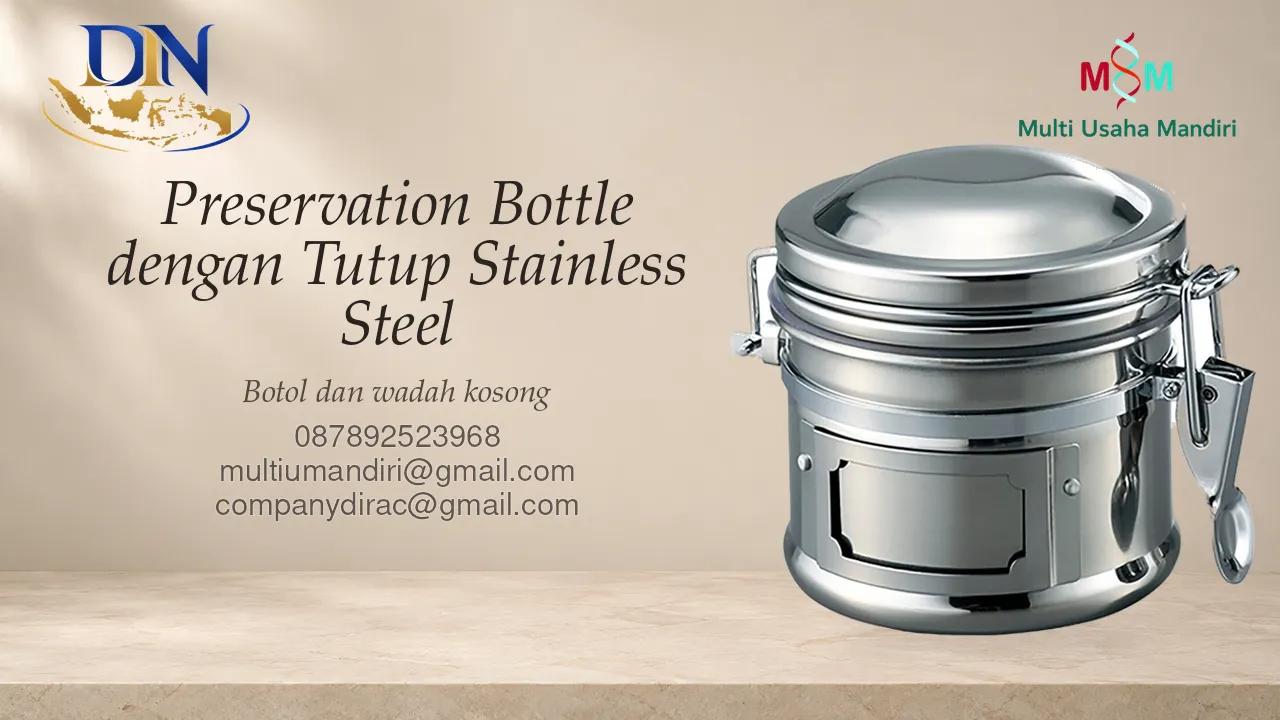 DN
M M
Multi Usaha Mandiri
Preservation Bottle
dengan Tutup Stainless
Steel
Botol dan wadah kosong
087892523968
multiumandiri@gmail.com
companydirac@gmail.com